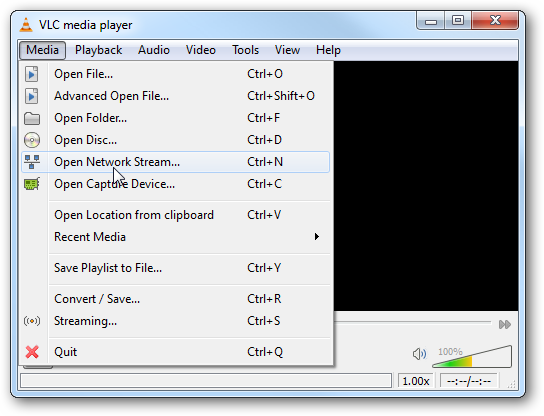 VLC media player
Media Playback Audio Video Tools View Help
Open File... Ctrl+O
Advanced Open File... Ctrl+Shift+O
Open Folder... Ctrl+F
Open Disc... Ctrl+D
Open Network Stream... Ctrl+N
Open Capture Device... Ctrl+C
Open Location from clipboard Ctrl+V
Recent Media
Save Playlist to File... Ctrl+Y
Convert / Save... Ctrl+R
Streaming... Ctrl+S
Quit Ctrl+Q
100%
1.00x --:--/--:--